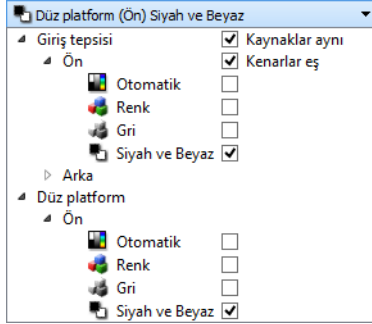 Düz platform (Ön) Siyah ve Beyaz
Giriş tepsisi Kaynaklar aynı
Ön Kenarlar eş
Otomatik
Renk
Gri
Siyah ve Beyaz
Arka
Düz platform
Ön
Otomatik
Renk
Gri
Siyah ve Beyaz